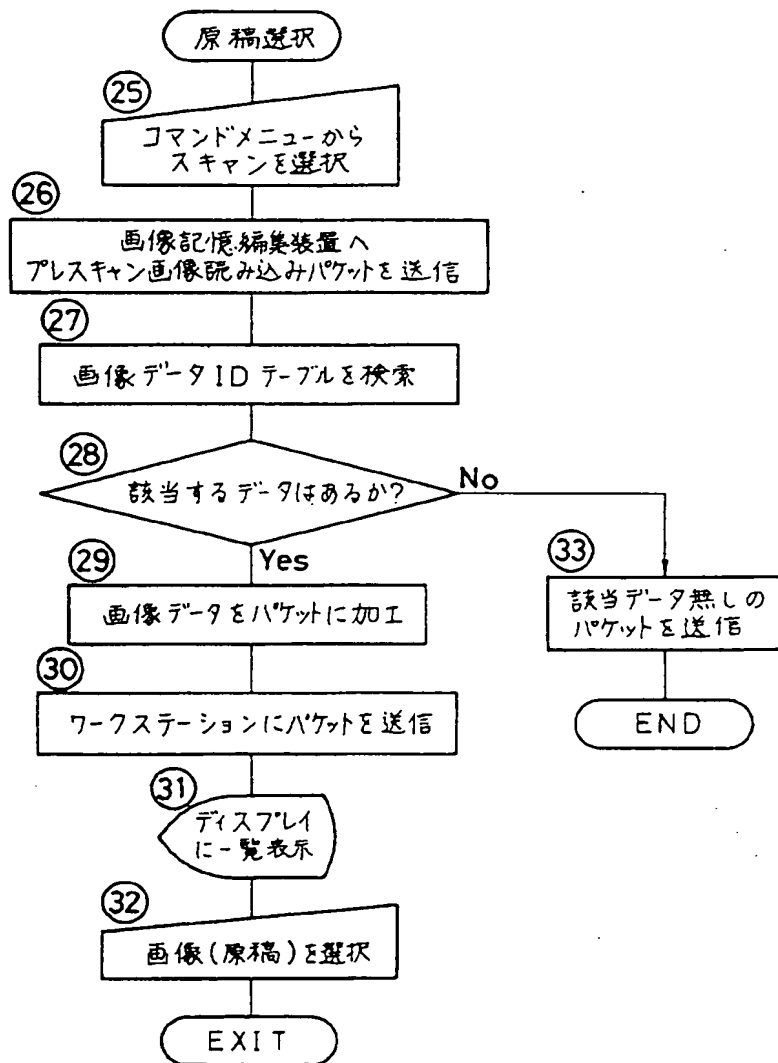 原稿選択
25
コマンドメニューから
スキャンを選択
26
画像記憶編集装置へ
プレスキャン画像読み込みパケットを送信
27
画像データIDテーブルを検索
28
該当するデータはあるか?
No
Yes
29
画像データをパケットに加工
33
該当データ無しの
パケットを送信
30
ワークステーションにパケットを送信
END
31
ディスプレイ
に一覧表示
32
画像(原稿)を選択
EXIT